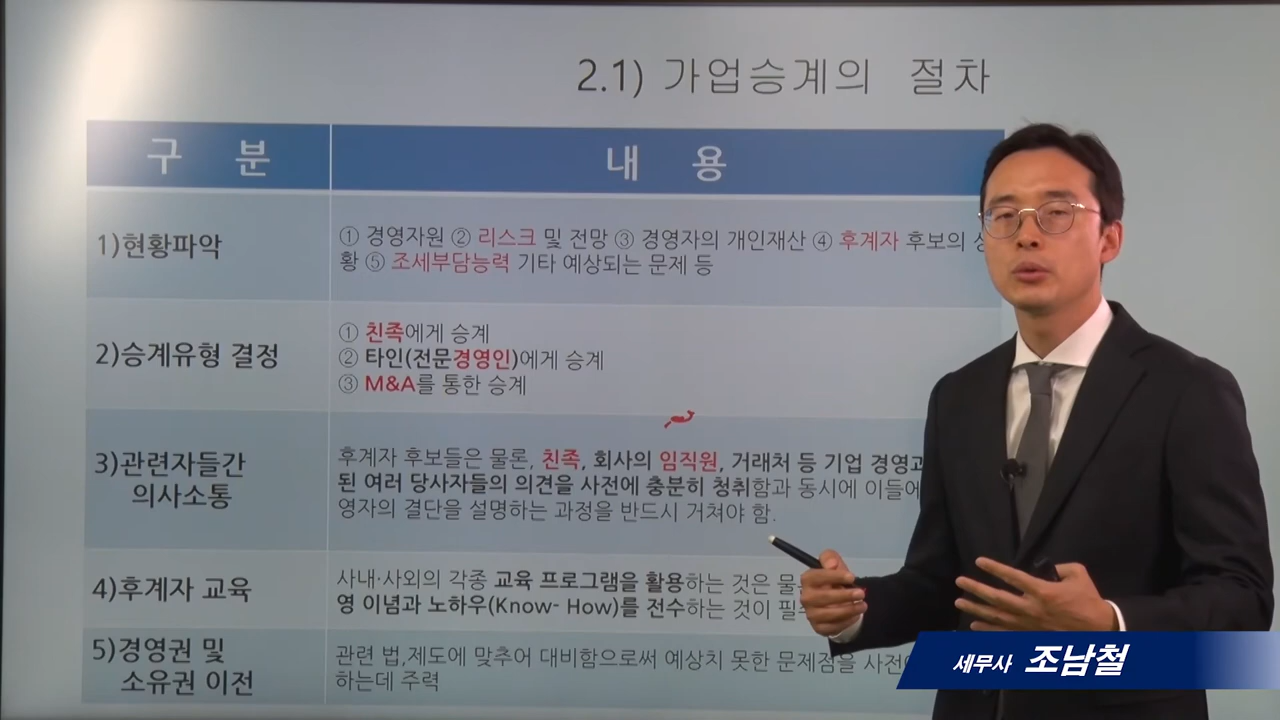 2.1) 가업승계의 절차
구 분
내 용
1)현황파악
① 경영자원 ② 리스크 및 전망 ③ 경영자의 개인재산 ④ 후계자 후보의
황 ⑤ 조세부담능력 기타 예상되는 문제 등
2)승계유형 결정
① 친족에게 승계
② 타인(전문경영인)에게 승계
③ M&A를 통한 승계
3)관련자들간
의사소통
후계자 후보들은 물론, 친족, 회사의 임직원, 거래처 등 기업 경영과
된 여러 당사자들의 의견을 사전에 충분히 청취함과 동시에 이들에
영자의 결단을 설명하는 과정을 반드시 거쳐야 함.
4)후계자 교육
사내·사외의 각종 교육 프로그램을 활용하는 것은
영 이념과 노하우(Know- How)를 전수하는 것이
5)경영권 및
소유권 이전
관련 법,제도에 맞추어 대비함으로써 예상치 못한 문제점을
하는데 주력
세무사 조남철